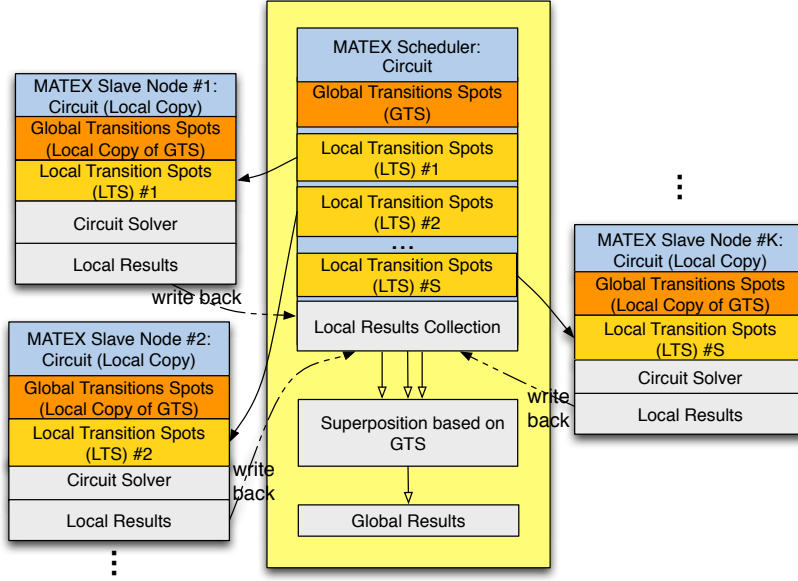 MATEX Scheduler:
Circuit
Global Transitions Spots
(GTS)
Local Transition Spots
(LTS) #1
Local Transition Spots
(LTS) #2
...
Local Transition Spots
(LTS) #S
Local Results Collection
Superposition based on
GTS
Global Results
MATEX Slave Node #1:
Circuit (Local Copy)
Global Transitions Spots
(Local Copy of GTS)
Local Transition Spots
(LTS) #1
Circuit Solver
Local Results
write back
MATEX Slave Node #2:
Circuit (Local Copy)
Global Transitions Spots
(Local Copy of GTS)
Local Transition Spots
(LTS) #2
Circuit Solver
Local Results
write
back
...
...
MATEX Slave Node #K:
Circuit (Local Copy)
Global Transitions Spots
(Local Copy of GTS)
Local Transition Spots
(LTS) #S
Circuit Solver
Local Results
write
back